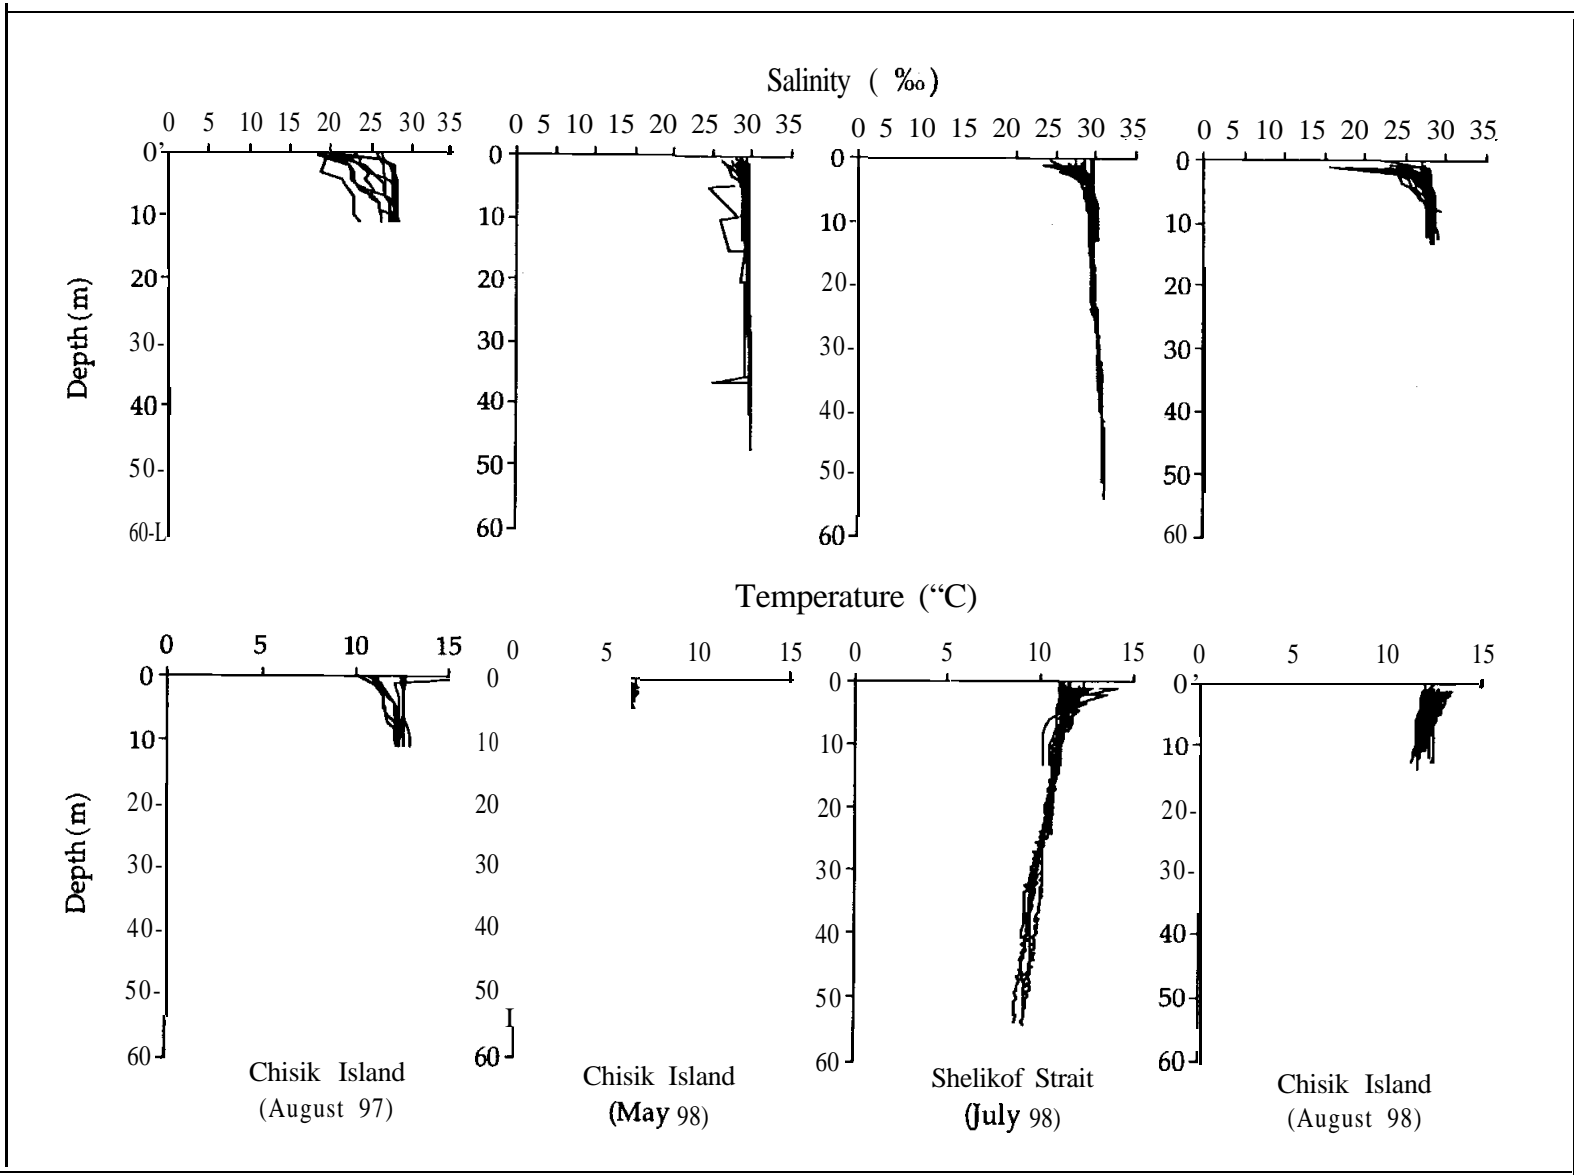 Salinity ( ‰)
0 5 10 15 20 25 30 35
0 5 10 15 20 25 30 35
0 5 10 15 20 25 30 35
0 5 10 15 20 25 30 35
Depth (m)
0
10
20
30
40
50
60-L
0
10
20
30
40
50
60
0
10
20
30
40
50
60
0
10
20
30
40
50
60
Temperature (“C)
0 5 10 15
0 5 10 15
0 5 10 15
0 5 10 15
Depth (m)
0
10
20
30
40
50
60
0
10
20
30
40
50
I
60
0
10
20
30
40
50
60
0
10
20
30
40
50
60
Chisik Island
(August 97)
Chisik Island
(May 98)
Shelikof Strait
(July 98)
Chisik Island
(August 98)